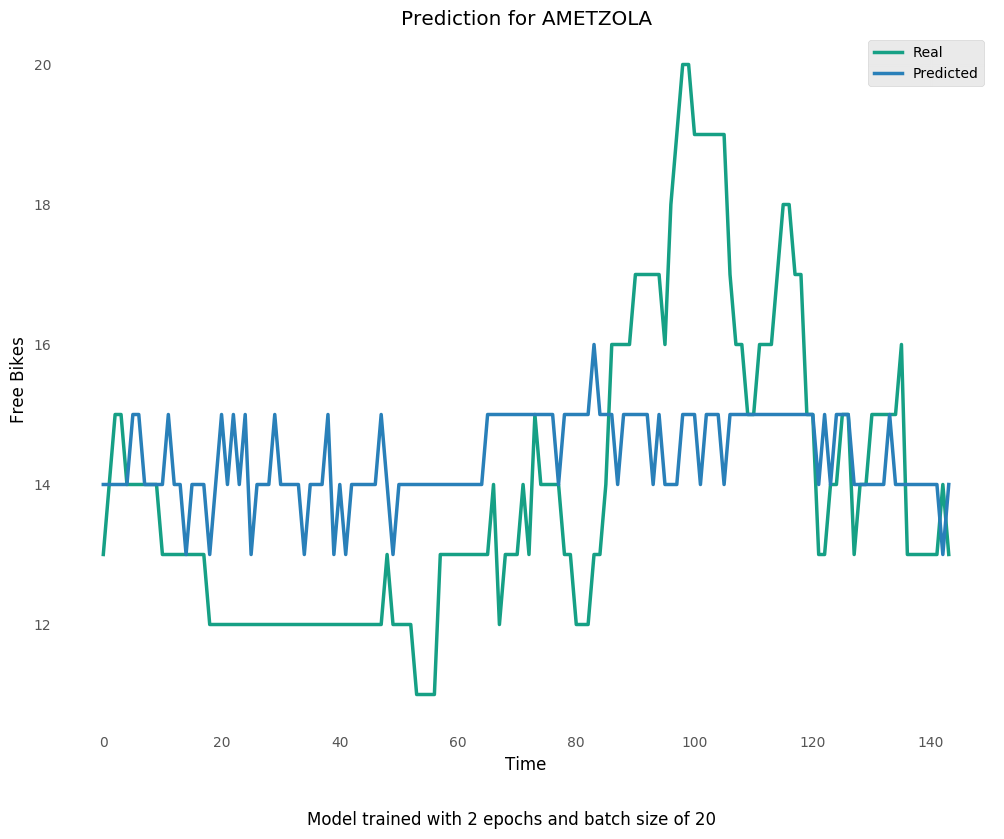 Prediction for AMETZOLA
Real
Predicted
Free Bikes
20
18
16
14
12
0 20 40 60 80 100 120 140
Time
Model trained with 2 epochs and batch size of 20